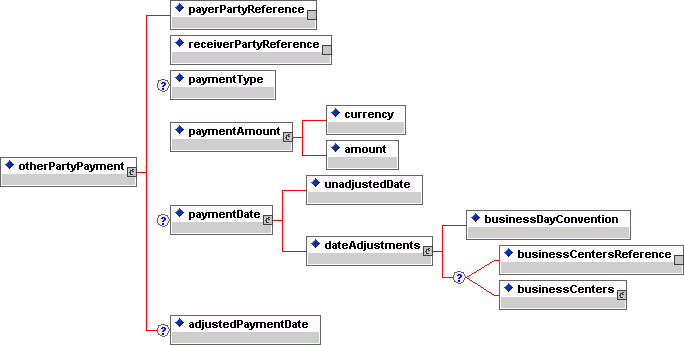 payerPartyReference
receiverPartyReference
? paymentType
currency
paymentAmount
amount
otherPartyPayment
unadjustedDate
? paymentDate
businessDayConvention
dateAdjustments
businessCentersReference
?
businessCenters
? adjustedPaymentDate